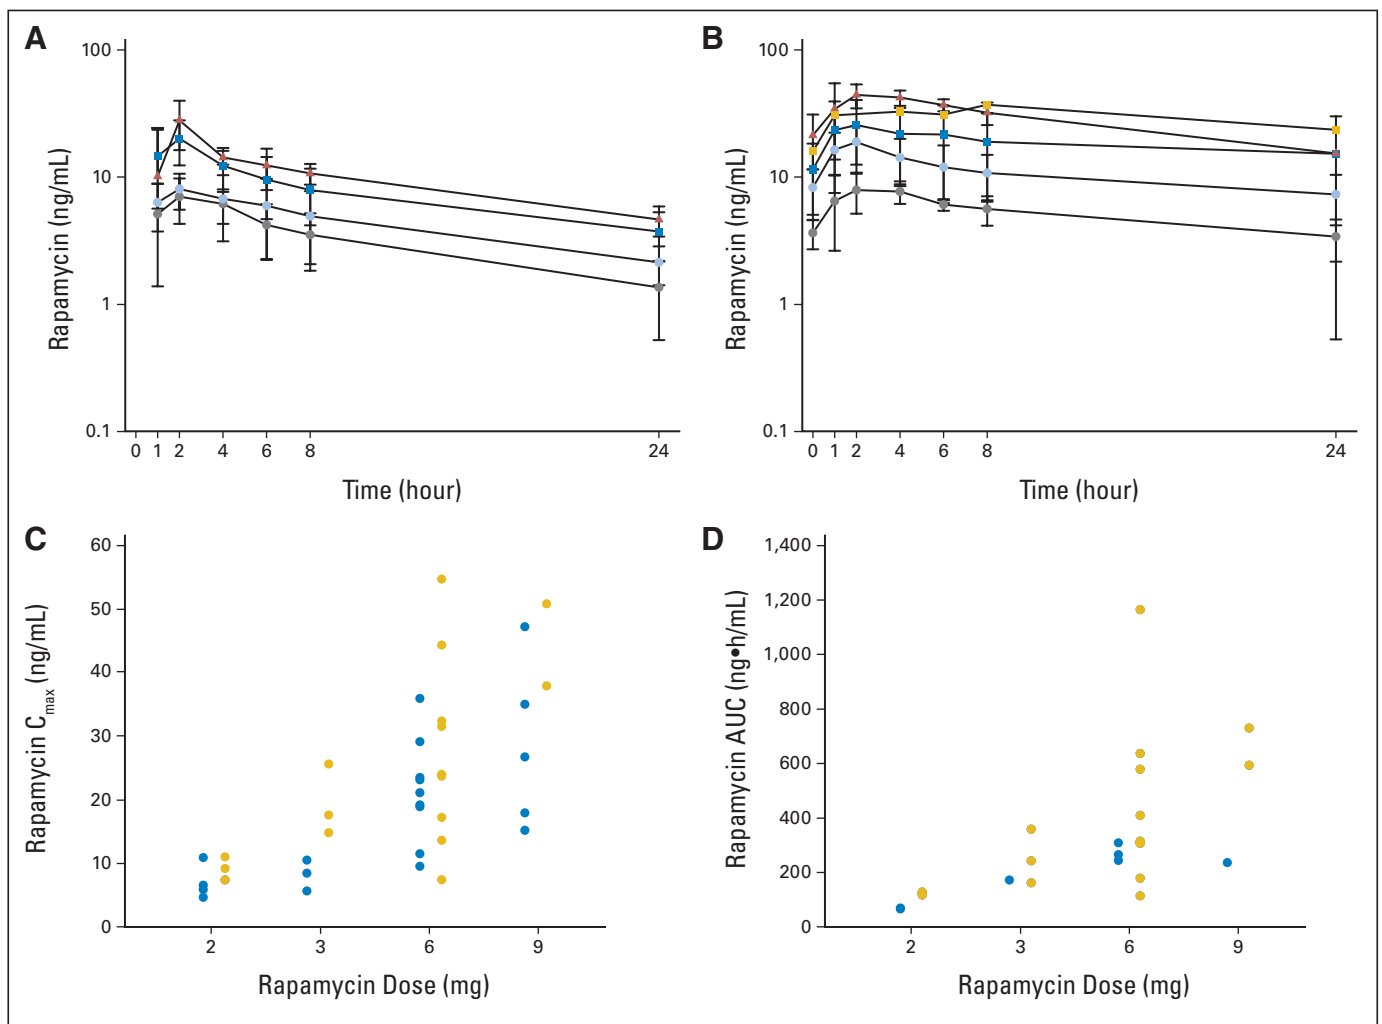 A
100
10
1
0.1
Rapamycin (ng/mL)
0 1 2 4 6 8 24
Time (hour)
B
100
10
1
0.1
Rapamycin (ng/mL)
0 1 2 4 6 8 24
Time (hour)
C
60
50
40
30
20
10
0
Rapamycin Cmax (ng/mL)
2 3 6 9
Rapamycin Dose (mg)
D
1,400
1,200
1,000
800
600
400
200
0
Rapamycin AUC (ng•h/mL)
2 3 6 9
Rapamycin Dose (mg)